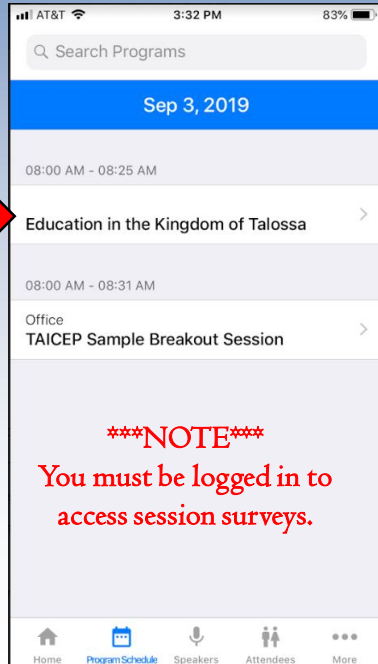 AT&T 3:32 PM 83%
Search Programs
Sep 3, 2019
08:00 AM - 08:25 AM
Education in the Kingdom of Talossa
08:00 AM - 08:31 AM
Office
TAICEP Sample Breakout Session
***NOTE***
You must be logged in to
access session surveys.
Home Program Schedule Speakers Attendees More